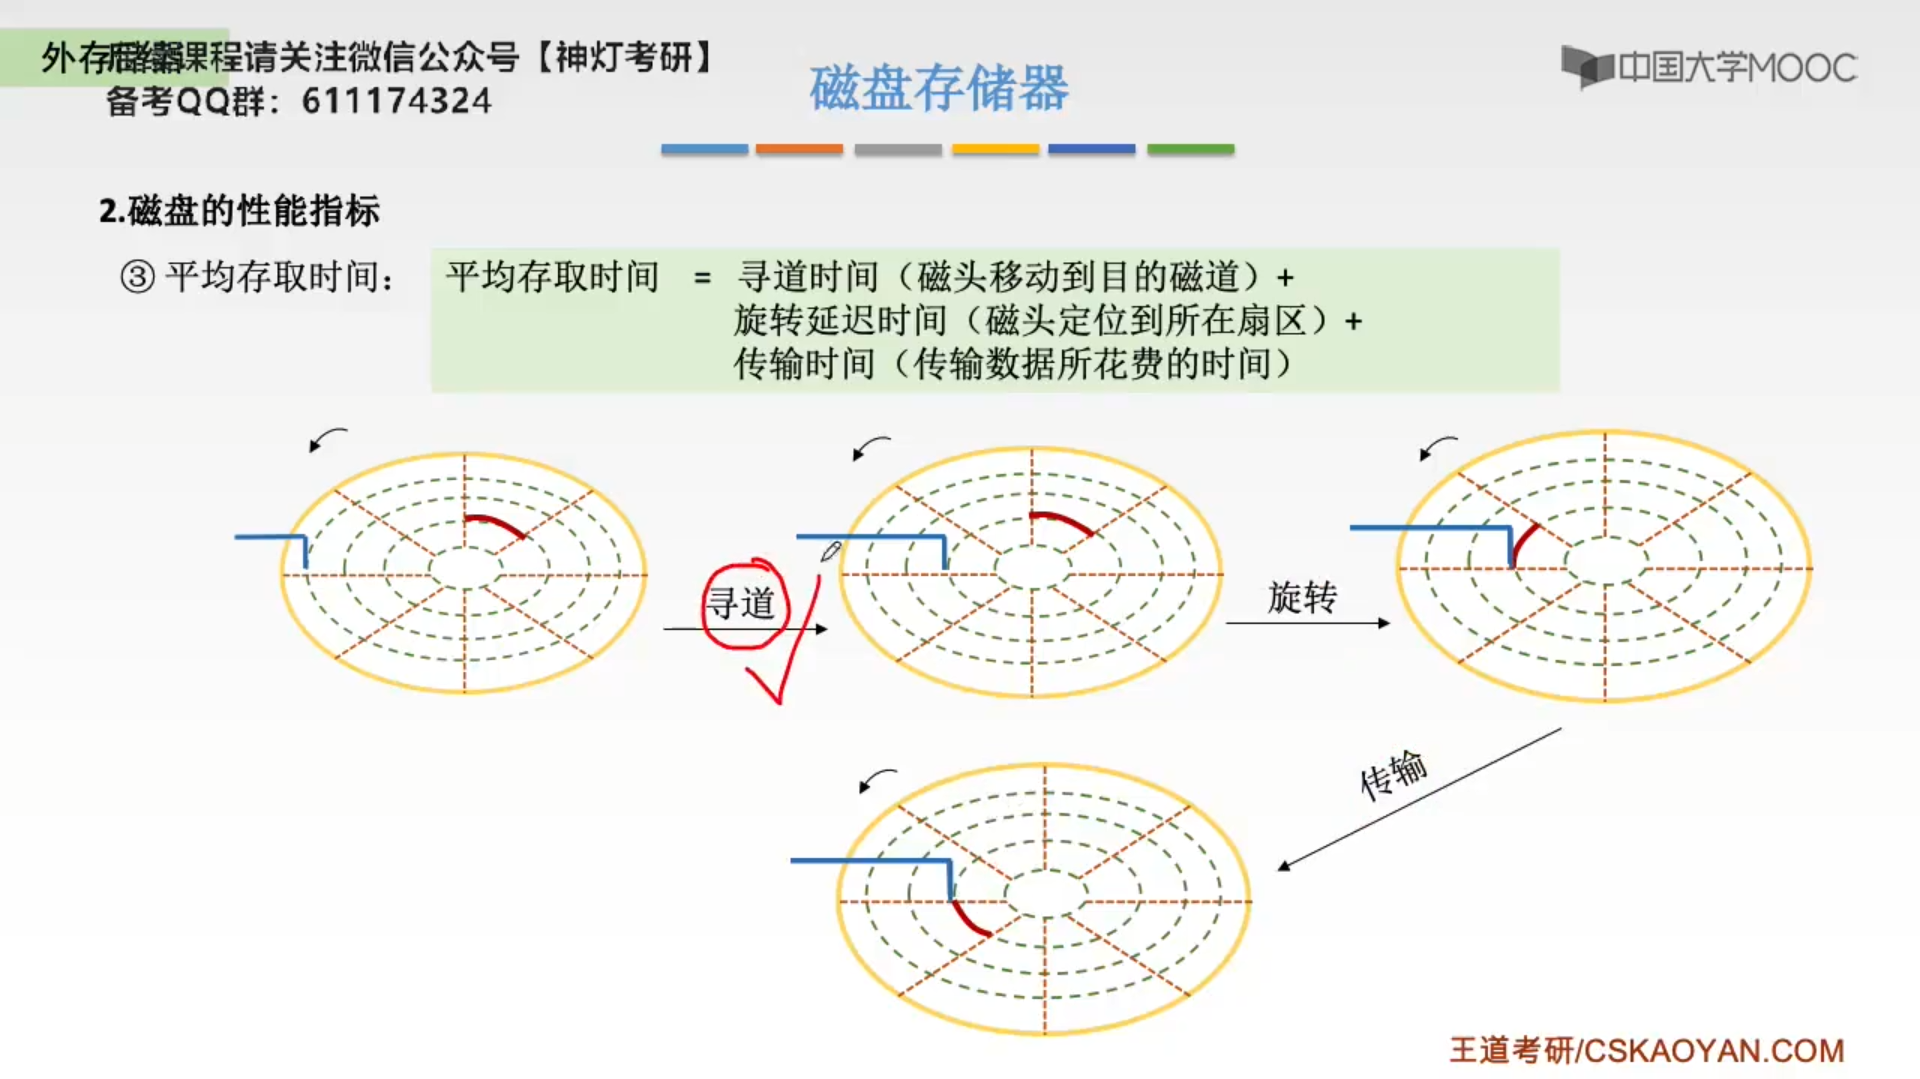 外存储器课程请关注微信公众号【神灯考研】
备考QQ群：611174324
磁盘存储器
中国大学MOOC
2.磁盘的性能指标
③ 平均存取时间：
平均存取时间 = 寻道时间（磁头移动到目的磁道）+
旋转延迟时间（磁头定位到所在扇区）+
传输时间（传输数据所花费的时间）
寻道
旋转
传输
王道考研/CSKAOYAN.COM